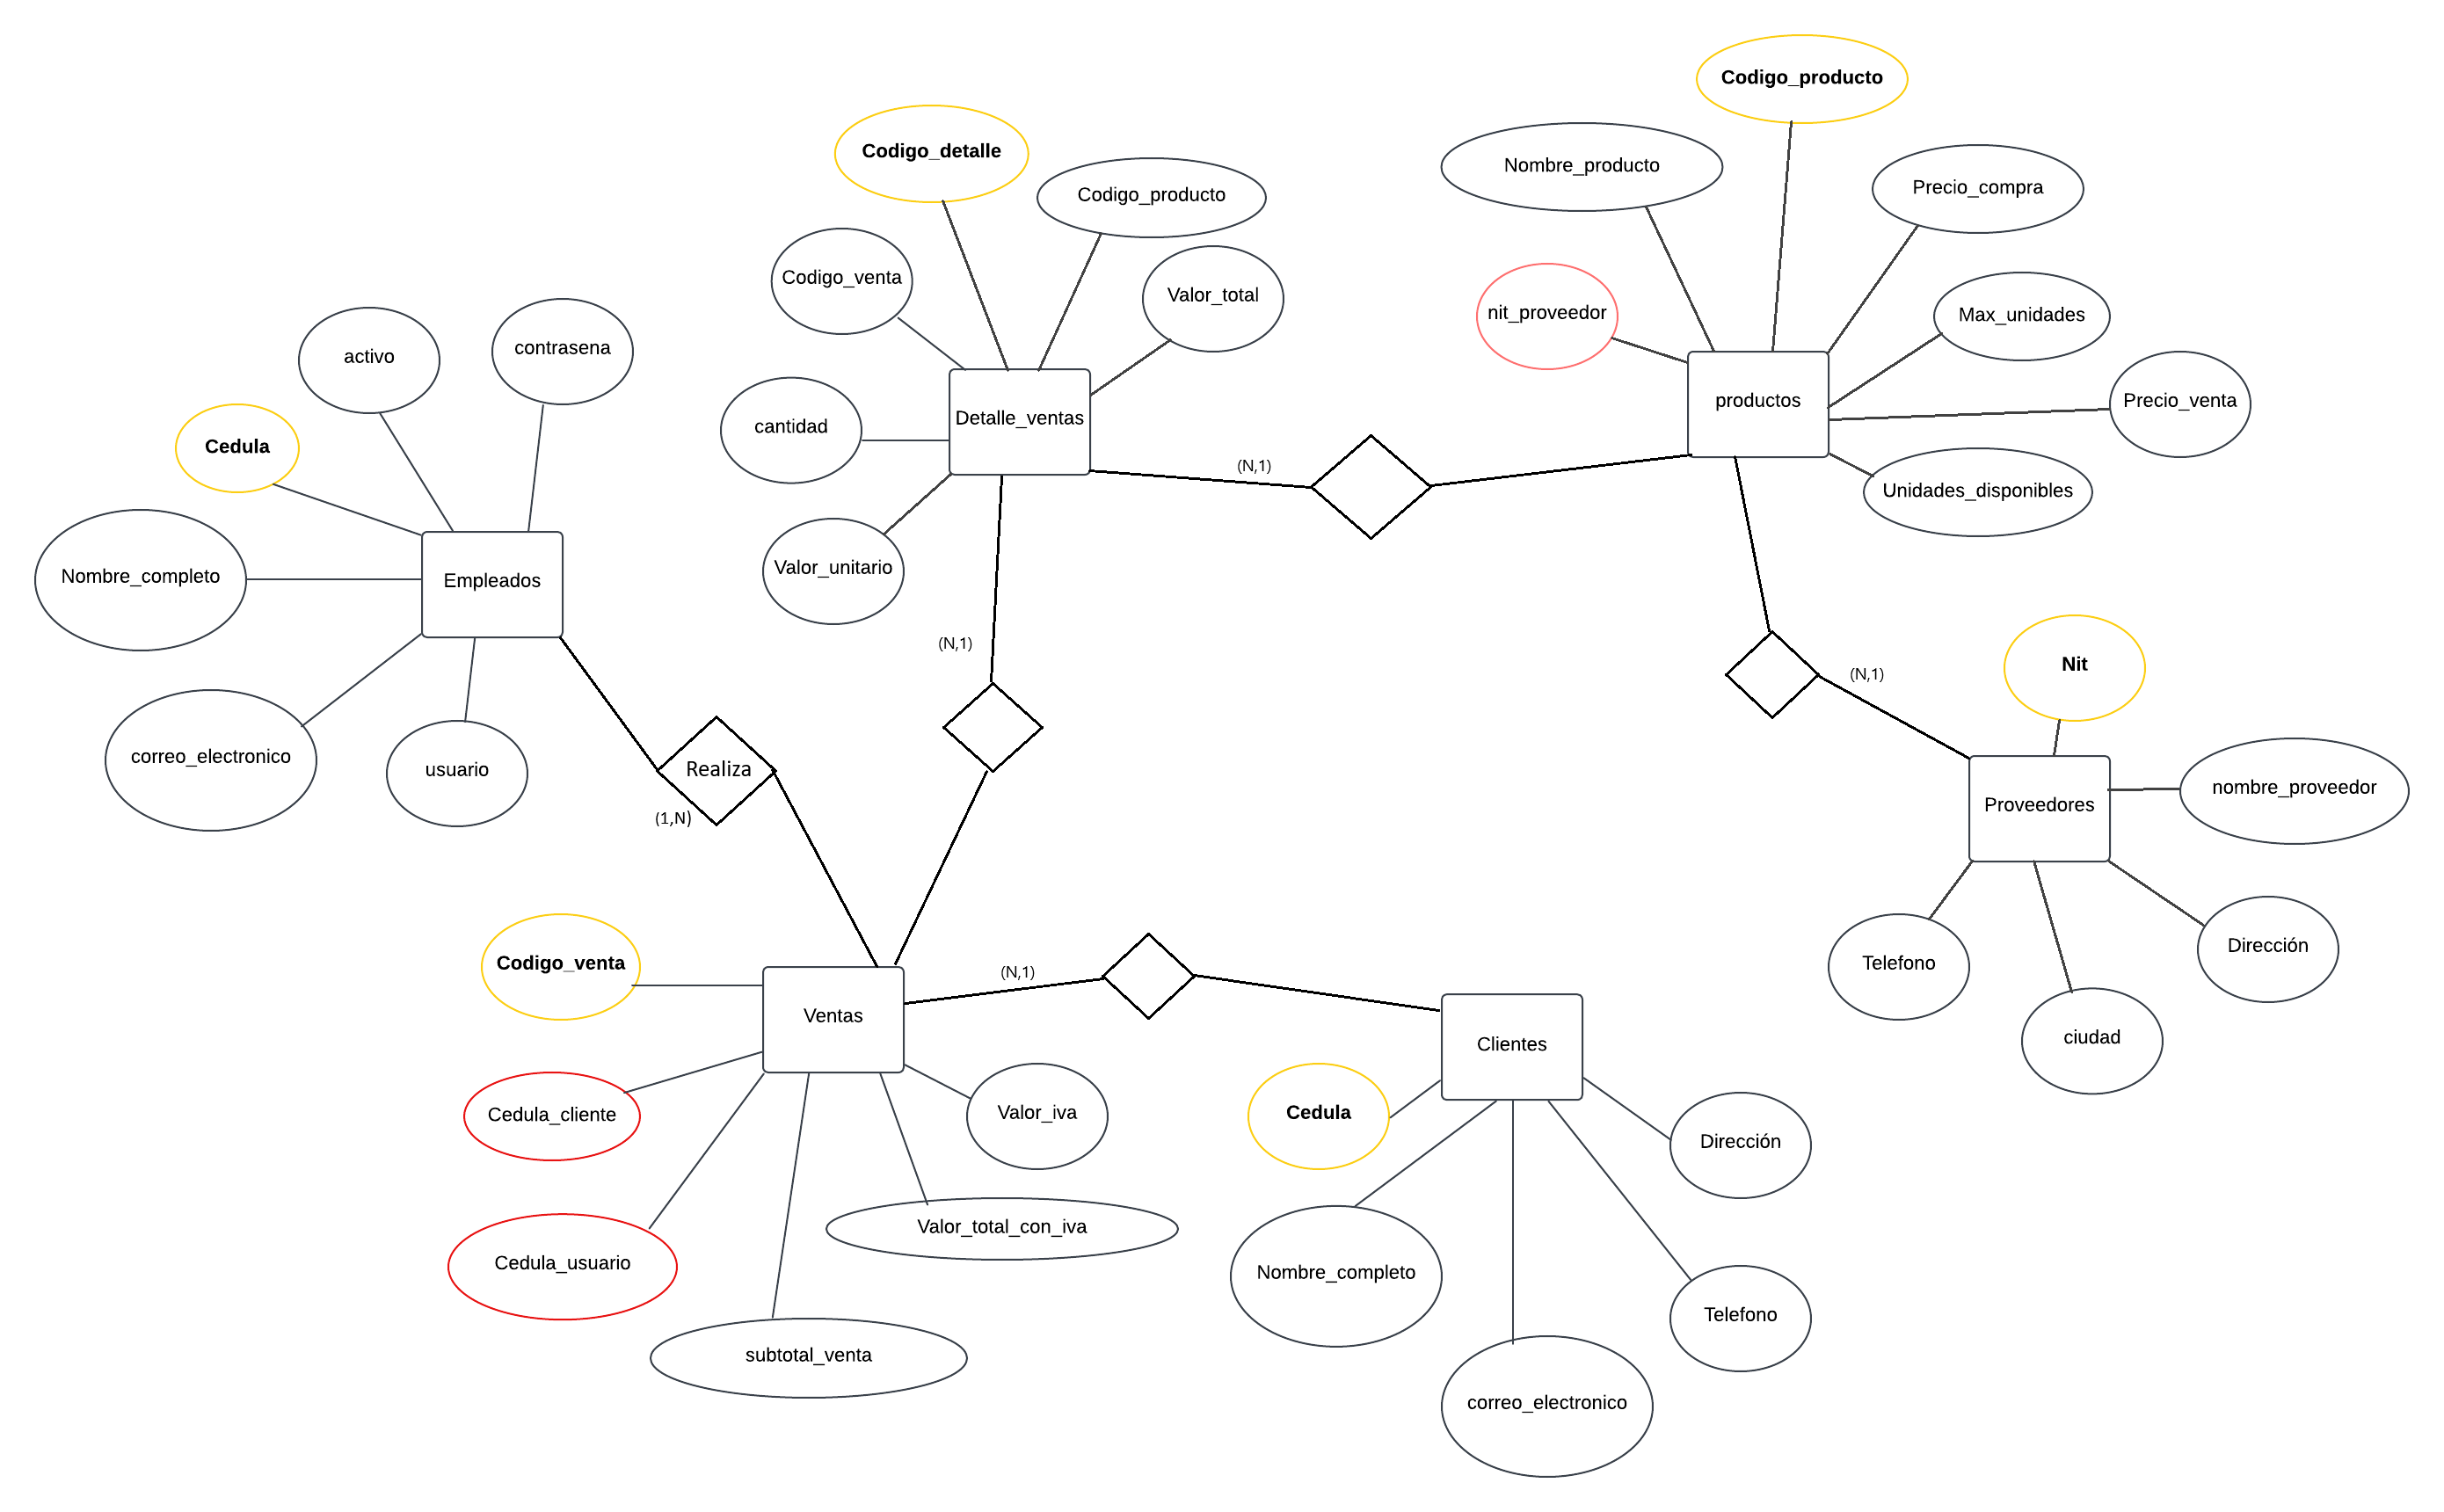 Codigo_producto
Codigo_detalle
Nombre_producto
Precio_compra
Codigo_producto
Codigo_venta
Valor_total
nit_proveedor
Max_unidades
activo
contrasena
Precio_venta
productos
Detalle_ventas
cantidad
Cedula
(N,1)
Unidades_disponibles
Valor_unitario
Nombre_completo
Empleados
(N,1)
Nit
(N,1)
correo_electronico
usuario
Realiza
nombre_proveedor
Proveedores
(1,N)
Dirección
Telefono
Codigo_venta
(N,1)
Ventas
ciudad
Clientes
Cedula_cliente
Valor_iva
Cedula
Dirección
Valor_total_con_iva
Cedula_usuario
Nombre_completo
Telefono
subtotal_venta
correo_electronico